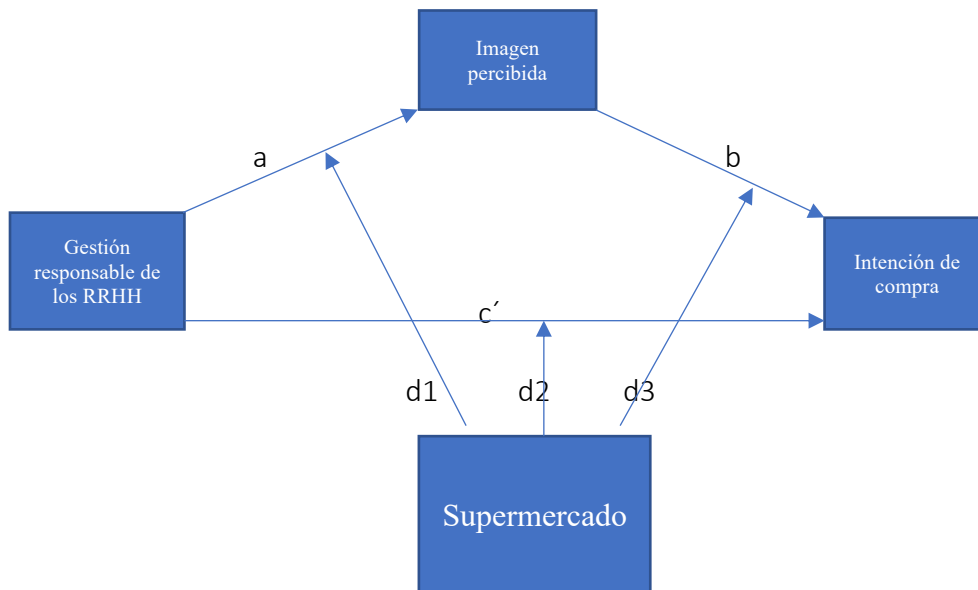 Imagen
percibida
a
b
Gestión
responsable de
los RRHH
Intención de
compra
c´
d1
d2
d3
Supermercado